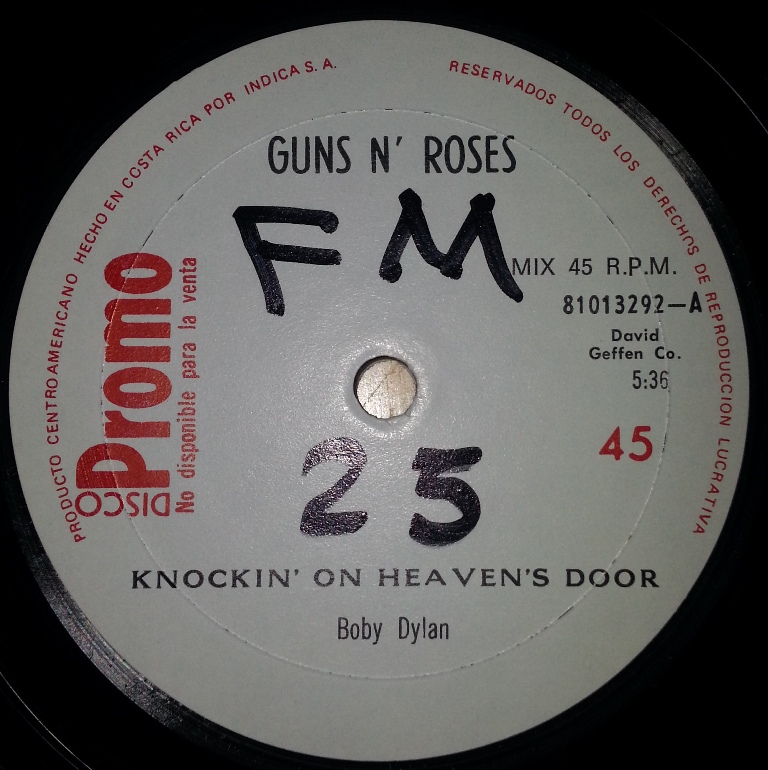 PRODUCTO CENTROAMERICANO HECHO EN COSTA RICA POR INDICA S. A.
RESERVADOS TODOS LOS DERECHOS DE REPRODUCCION LUCRATIVA
GUNS N' ROSES
FM
MIX 45 R.P.M.
81013292-A
David
Geffen Co.
5:36
45
DISCO
Promo
No disponible para la venta
25
KNOCKIN' ON HEAVEN'S DOOR
Boby Dylan